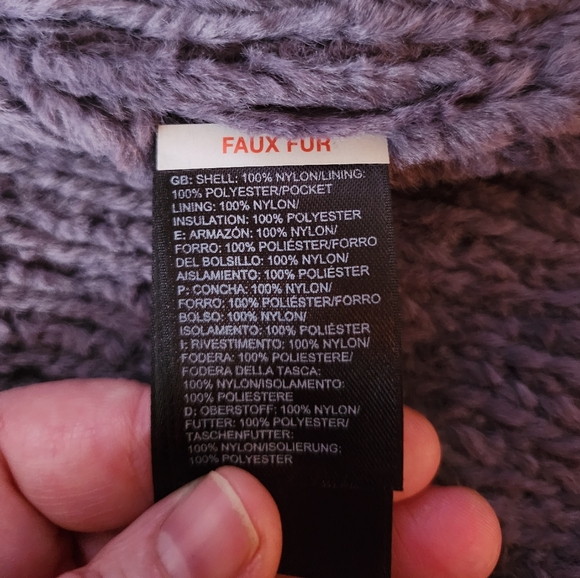 FAUX FUR
GB: SHELL: 100% NYLON/LINING:
100% POLYESTER/POCKET
LINING: 100% NYLON/
INSULATION: 100% POLYESTER
E: ARMAZÓN: 100% NYLON/
FORRO: 100% POLIÉSTER/FORRO
DEL BOLSILLO: 100% NYLON/
AISLAMIENTO: 100% POLIÉSTER
P: CONCHA: 100% NYLON/
FORRO: 100% POLIÉSTER/FORRO
BOLSO: 100% NYLON/
ISOLAMENTO: 100% POLIÉSTER
I: RIVESTIMENTO: 100% NYLON/
FODERA: 100% POLIESTERE/
FODERA DELLA TASCA:
100% NYLON/ISOLAMENTO:
100% POLIESTERE
D: OBERSTOFF: 100% NYLON/
FUTTER: 100% POLYESTER/
TASCHENFUTTER:
100% NYLON/ISOLIERUNG:
100% POLYESTER